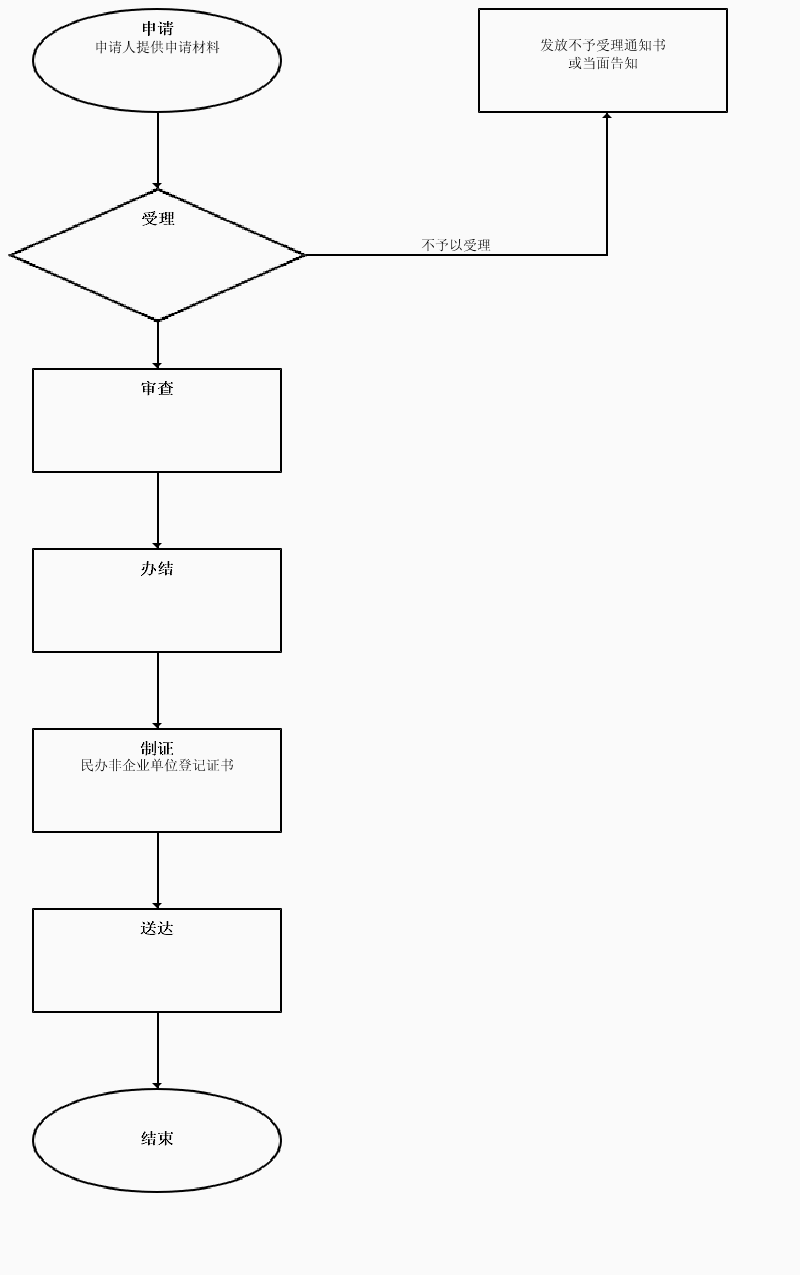 申请
申请人提供申请材料
发放不予受理通知书
或当面告知
受理
不予以受理
审查
办结
制证
民办非企业单位登记证书
送达
结束